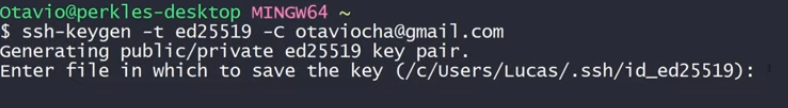 Otavio@perkles-desktop MINGW64 ~
$ ssh-keygen -t ed25519 -C otaviocha@gmail.com
Generating public/private ed25519 key pair.
Enter file in which to save the key (/c/Users/Lucas/.ssh/id_ed25519):